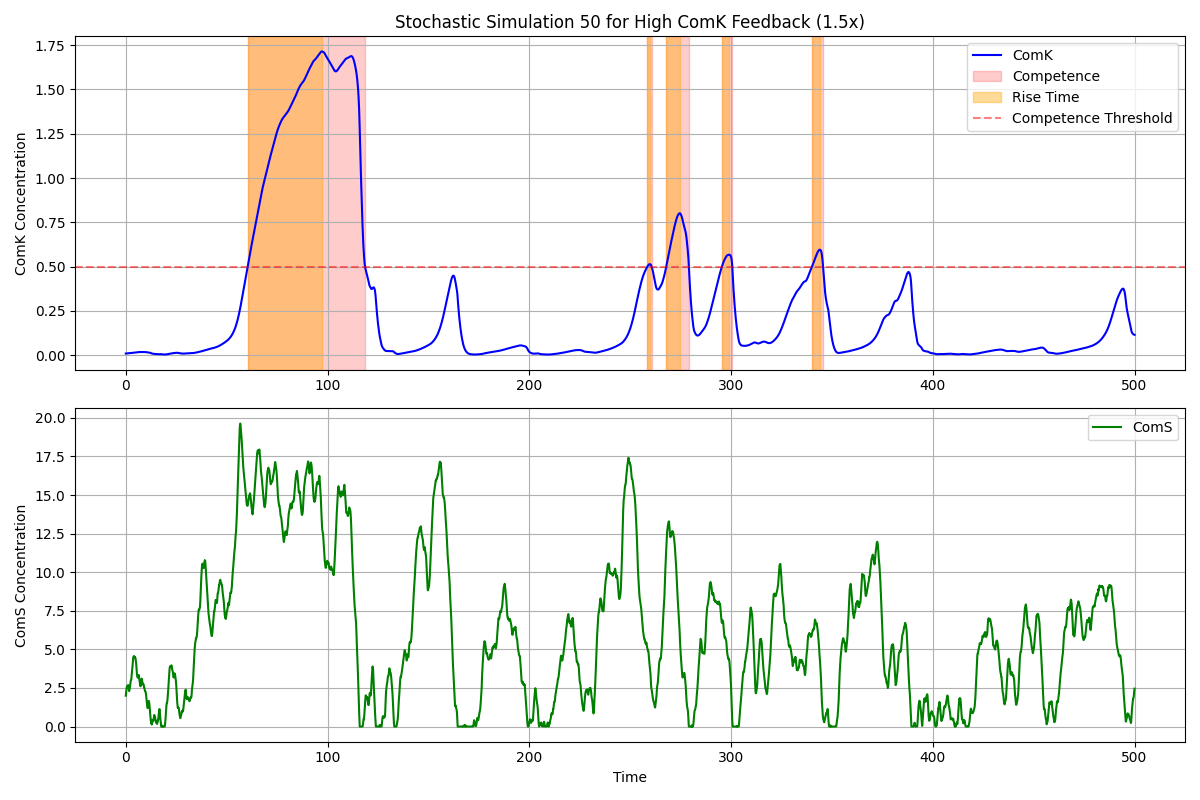 Stochastic Simulation 50 for High ComK Feedback (1.5x)
ComK Concentration
1.75
1.50
1.25
1.00
0.75
0.50
0.25
0.00
ComK
Competence
Rise Time
Competence Threshold
0 100 200 300 400 500
ComS Concentration
20.0
17.5
15.0
12.5
10.0
7.5
5.0
2.5
0.0
ComS
0 100 200 300 400 500
Time